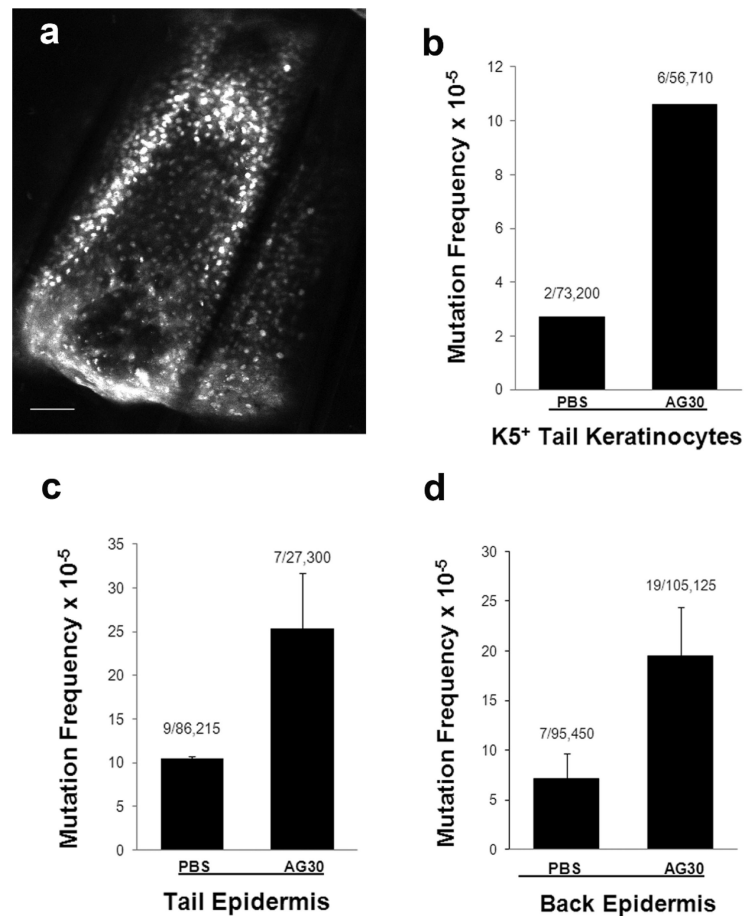 a
b
Mutation Frequency x 10-5
12
10
8
6
4
2
0
2/73,200
6/56,710
PBS AG30
K5+ Tail Keratinocytes
c
Mutation Frequency x 10-5
35
30
25
20
15
10
5
0
9/86,215
7/27,300
PBS AG30
Tail Epidermis
d
Mutation Frequency x 10-5
30
25
20
15
10
5
0
7/95,450
19/105,125
PBS AG30
Back Epidermis